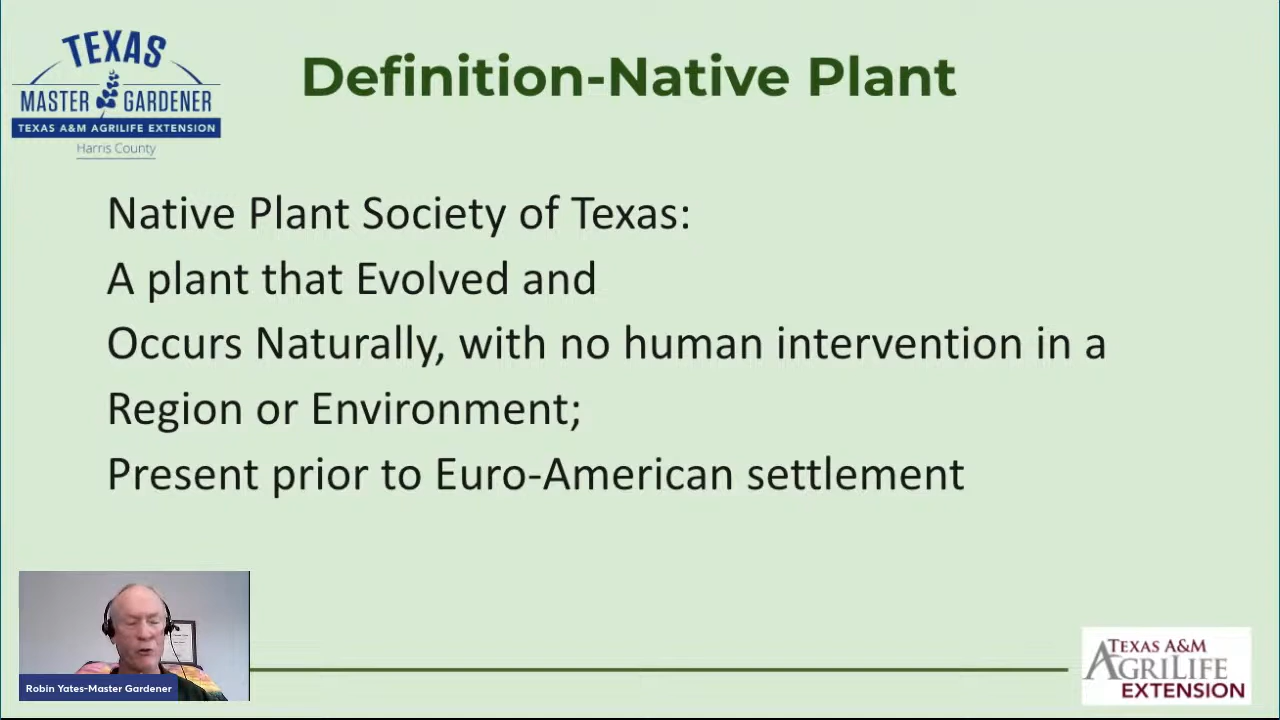 TEXAS
MASTER GARDENER
TEXAS A&M AGRILIFE EXTENSION
Harris County
Definition-Native Plant
Native Plant Society of Texas:
A plant that Evolved and
Occurs Naturally, with no human intervention in a
Region or Environment;
Present prior to Euro-American settlement
Robin Yates-Master Gardener
TEXAS A&M
AGRILIFE
EXTENSION